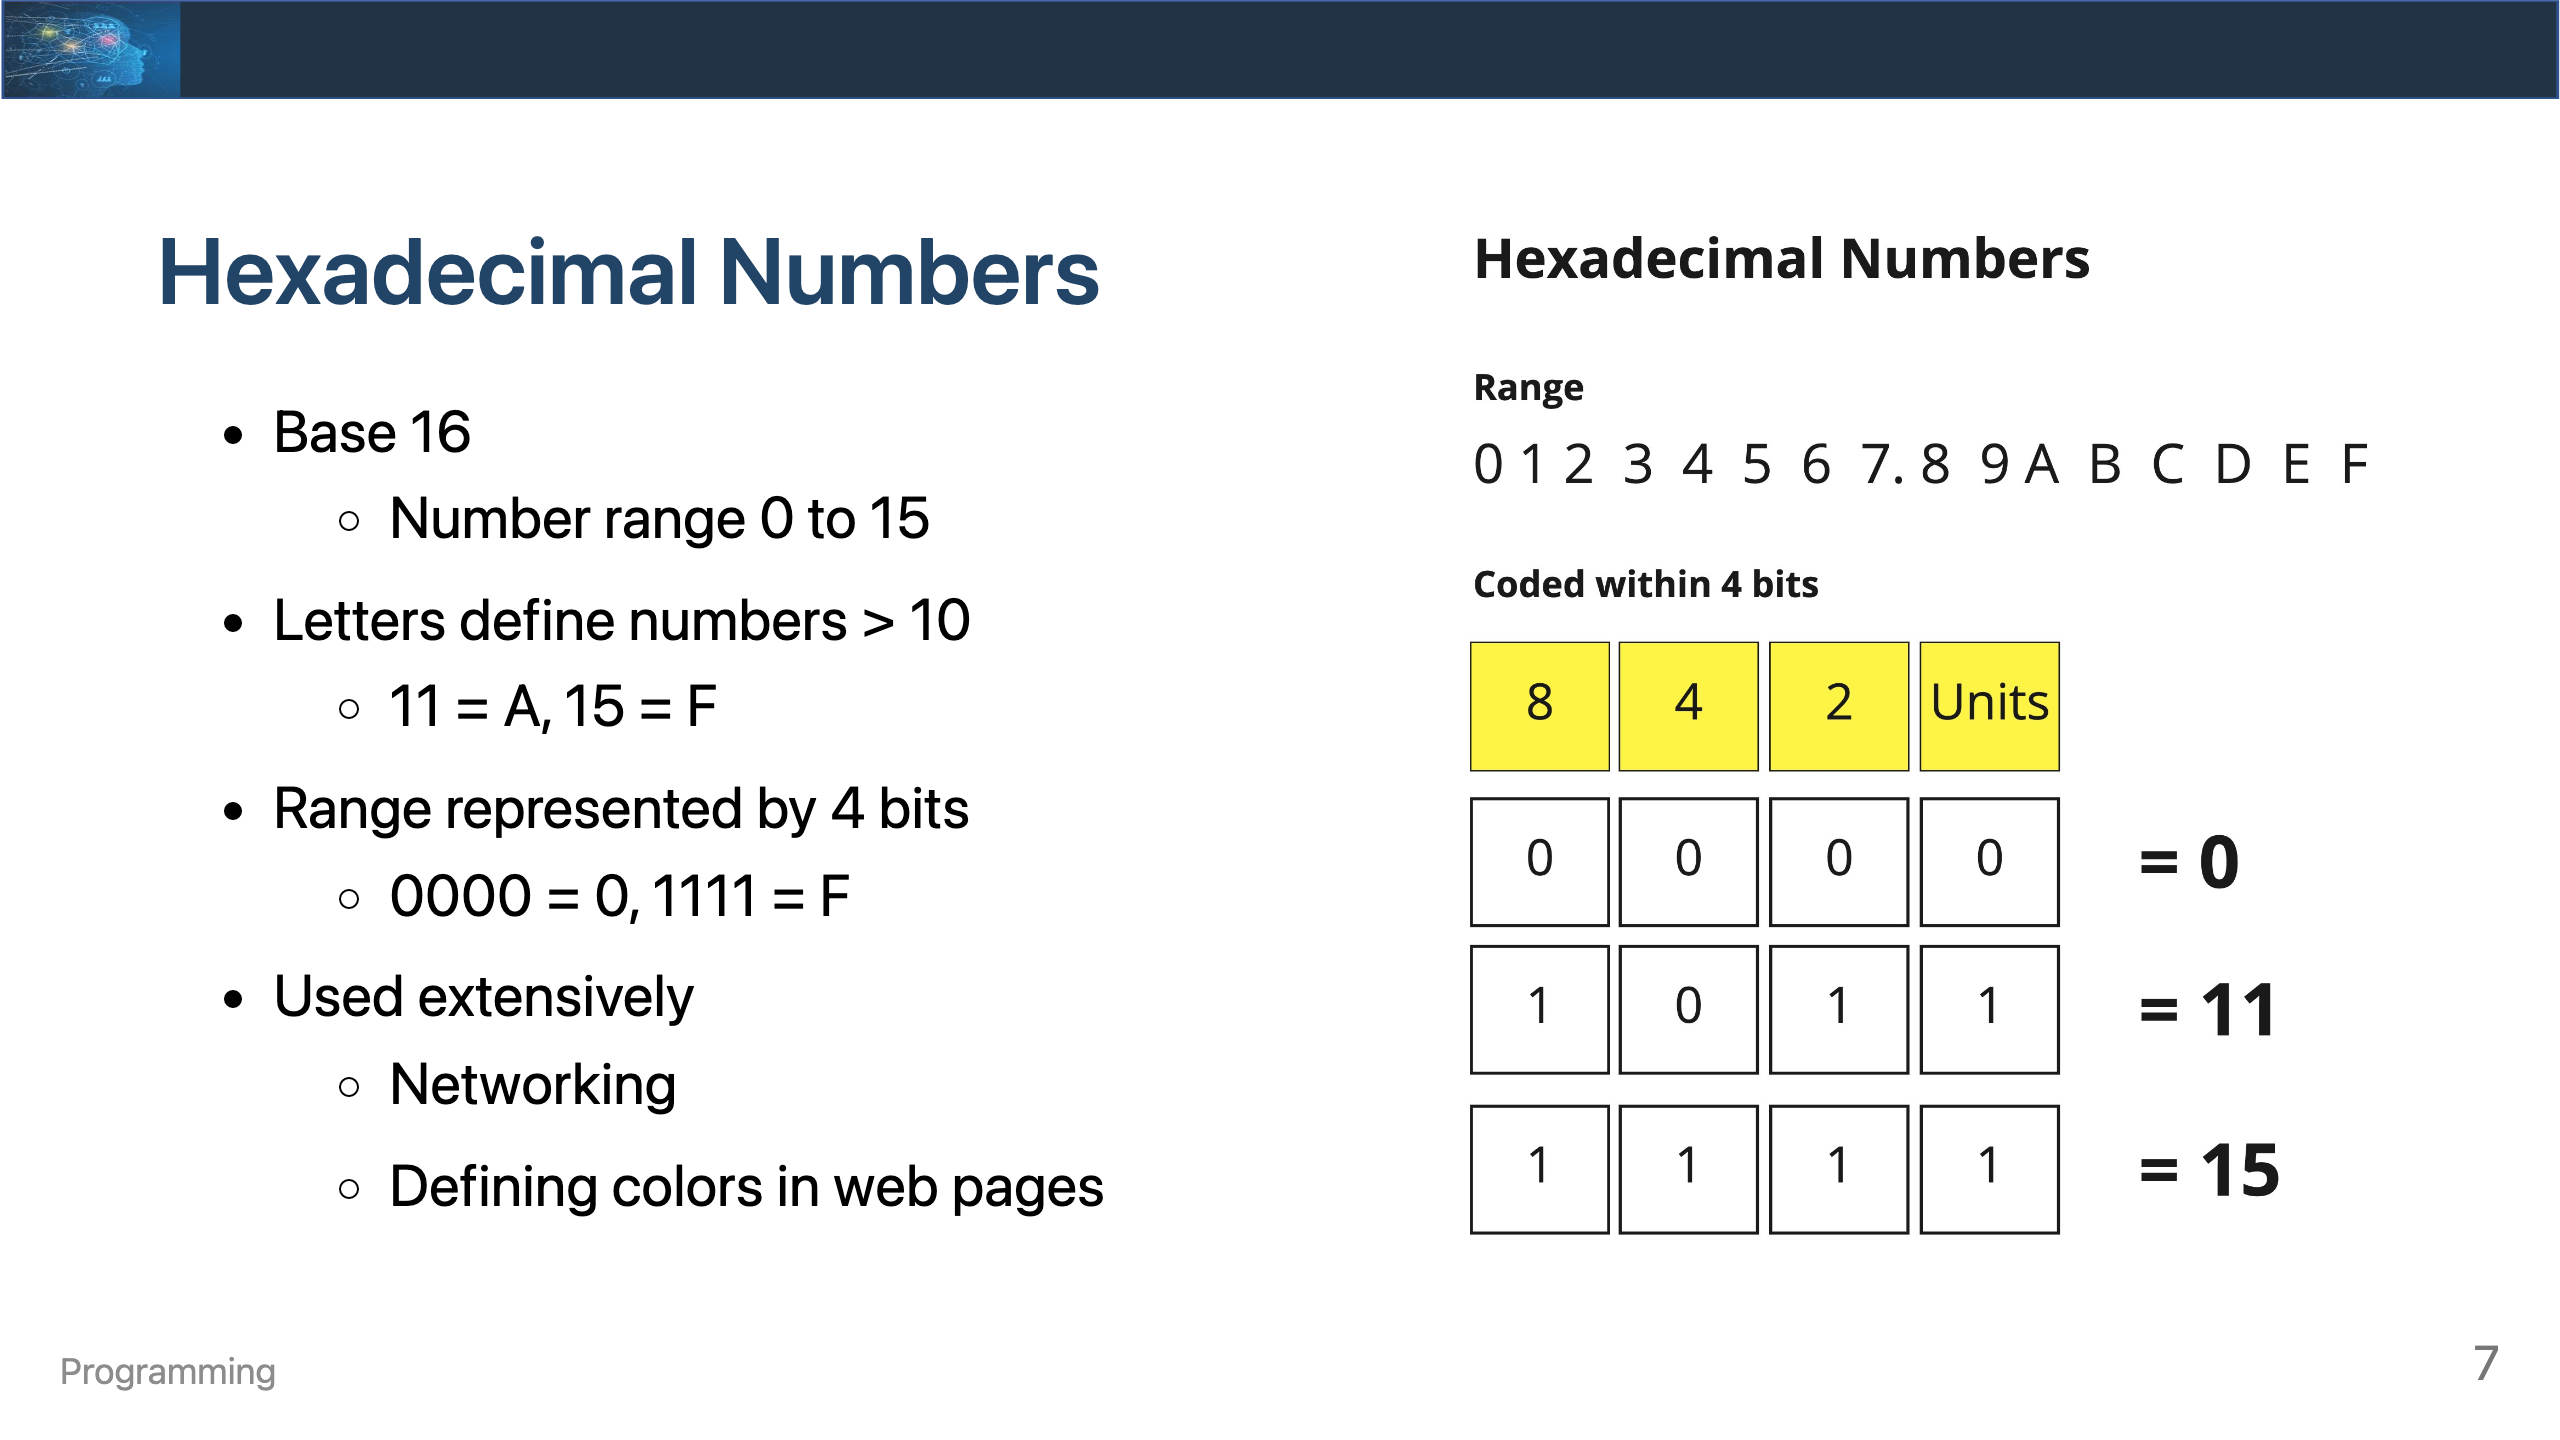 Hexadecimal Numbers
• Base 16
○ Number range 0 to 15
• Letters define numbers > 10
○ 11 = A, 15 = F
• Range represented by 4 bits
○ 0000 = 0, 1111 = F
• Used extensively
○ Networking
○ Defining colors in web pages
Hexadecimal Numbers
Range
0 1 2 3 4 5 6 7. 8 9 A B C D E F
Coded within 4 bits
8 4 2 Units
0 0 0 0 = 0
1 0 1 1 = 11
1 1 1 1 = 15
Programming
7